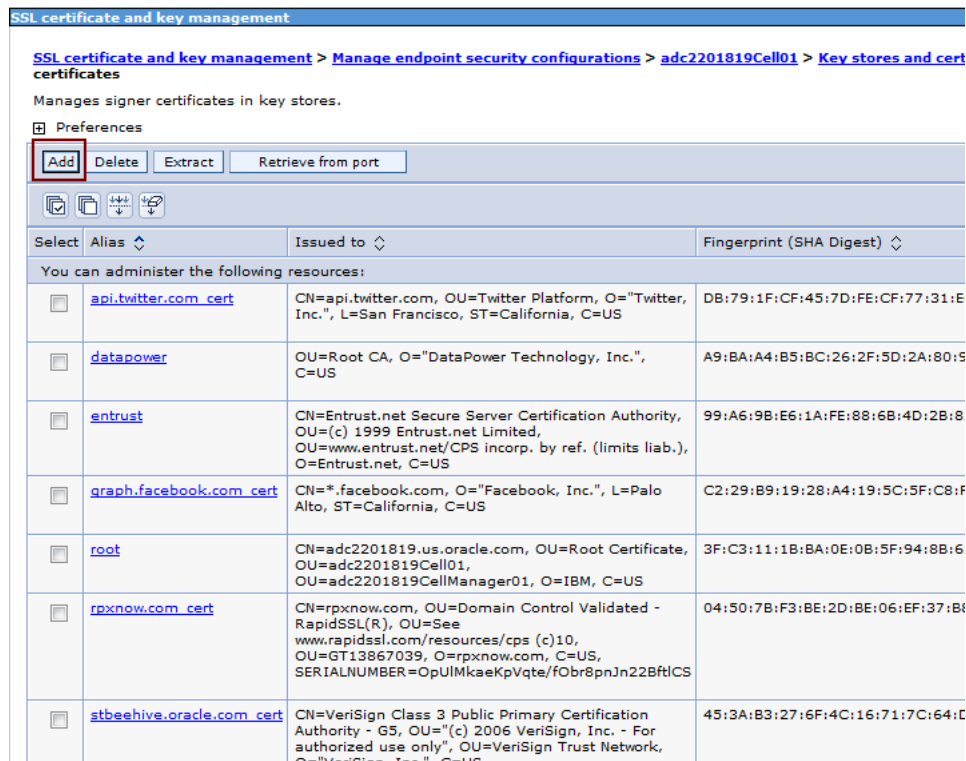 SSL certificate and key management
SSL certificate and key management > Manage endpoint security configurations > adc2201819Cell01 > Key stores and cert
certificates
Manages signer certificates in key stores.
Preferences
Add Delete Extract Retrieve from port
Select Alias Issued to Fingerprint (SHA Digest)
You can administer the following resources:
api.twitter.com_cert CN=api.twitter.com, OU=Twitter Platform, O="Twitter, DB:79:1F:CF:45:7D:FE:CF:77:31:E
Inc.", L=San Francisco, ST=California, C=US
datapower OU=Root CA, O="DataPower Technology, Inc.", A9:BA:A4:B5:BC:26:2F:5D:2A:80:9
C=US
entrust CN=Entrust.net Secure Server Certification Authority, 99:A6:9B:E6:1A:FE:88:6B:4D:2B:8
OU=(c) 1999 Entrust.net Limited,
OU=www.entrust.net/CPS incorp. by ref. (limits liab.),
O=Entrust.net, C=US
graph.facebook.com_cert CN=*.facebook.com, O="Facebook, Inc.", L=Palo C2:29:B9:19:28:A4:19:5C:5F:C8:F
Alto, ST=California, C=US
root CN=adc2201819.us.oracle.com, OU=Root Certificate, 3F:C3:11:1B:BA:0E:0B:5F:94:8B:6
OU=adc2201819Cell01,
OU=adc2201819CellManager01, O=IBM, C=US
rpxnow.com_cert CN=rpxnow.com, OU=Domain Control Validated - 04:50:7B:F3:BE:2D:BE:06:EF:37:B8
RapidSSL(R), OU=See
www.rapidssl.com/resources/cps (c)10,
OU=GT13867039, O=rpxnow.com, C=US,
SERIALNUMBER=OpUlMkaeKpVqte/fObr8pnJn22BftlCS
stbeehive.oracle.com_cert CN=VeriSign Class 3 Public Primary Certification 45:3A:B3:27:6F:4C:16:71:7C:64:D
Authority - G5, OU="(c) 2006 VeriSign, Inc. - For
authorized use only", OU=VeriSign Trust Network,
O="VeriSign, Inc.", C=US